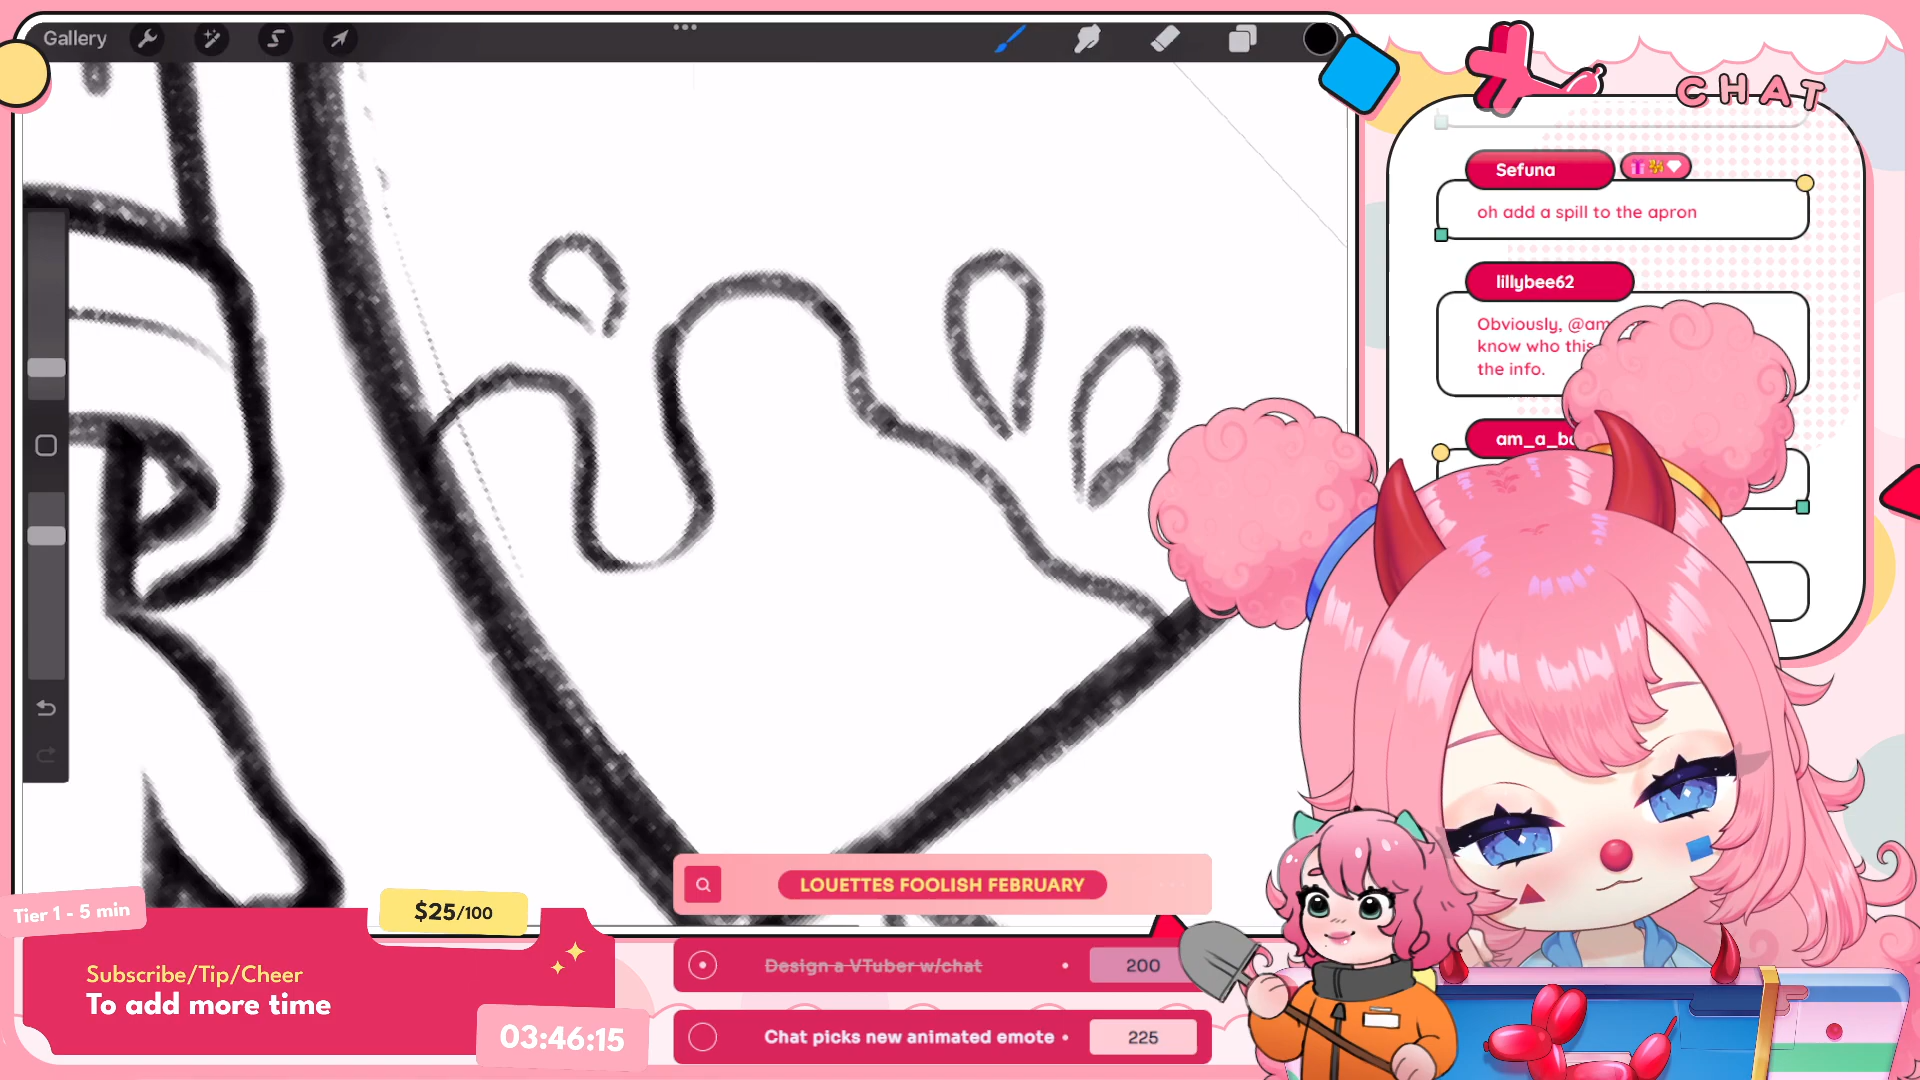 Gallery
CHAT
Sefuna
oh add a spill to the apron
lillybee62
Obviously, @am
know who this
the info.
am_a_b
LOUETTES FOOLISH FEBRUARY
Tier 1 - 5 min
$25/100
Subscribe/Tip/Cheer
To add more time
03:46:15
Design a VTuber w/chat • 200
Chat picks new animated emote • 225